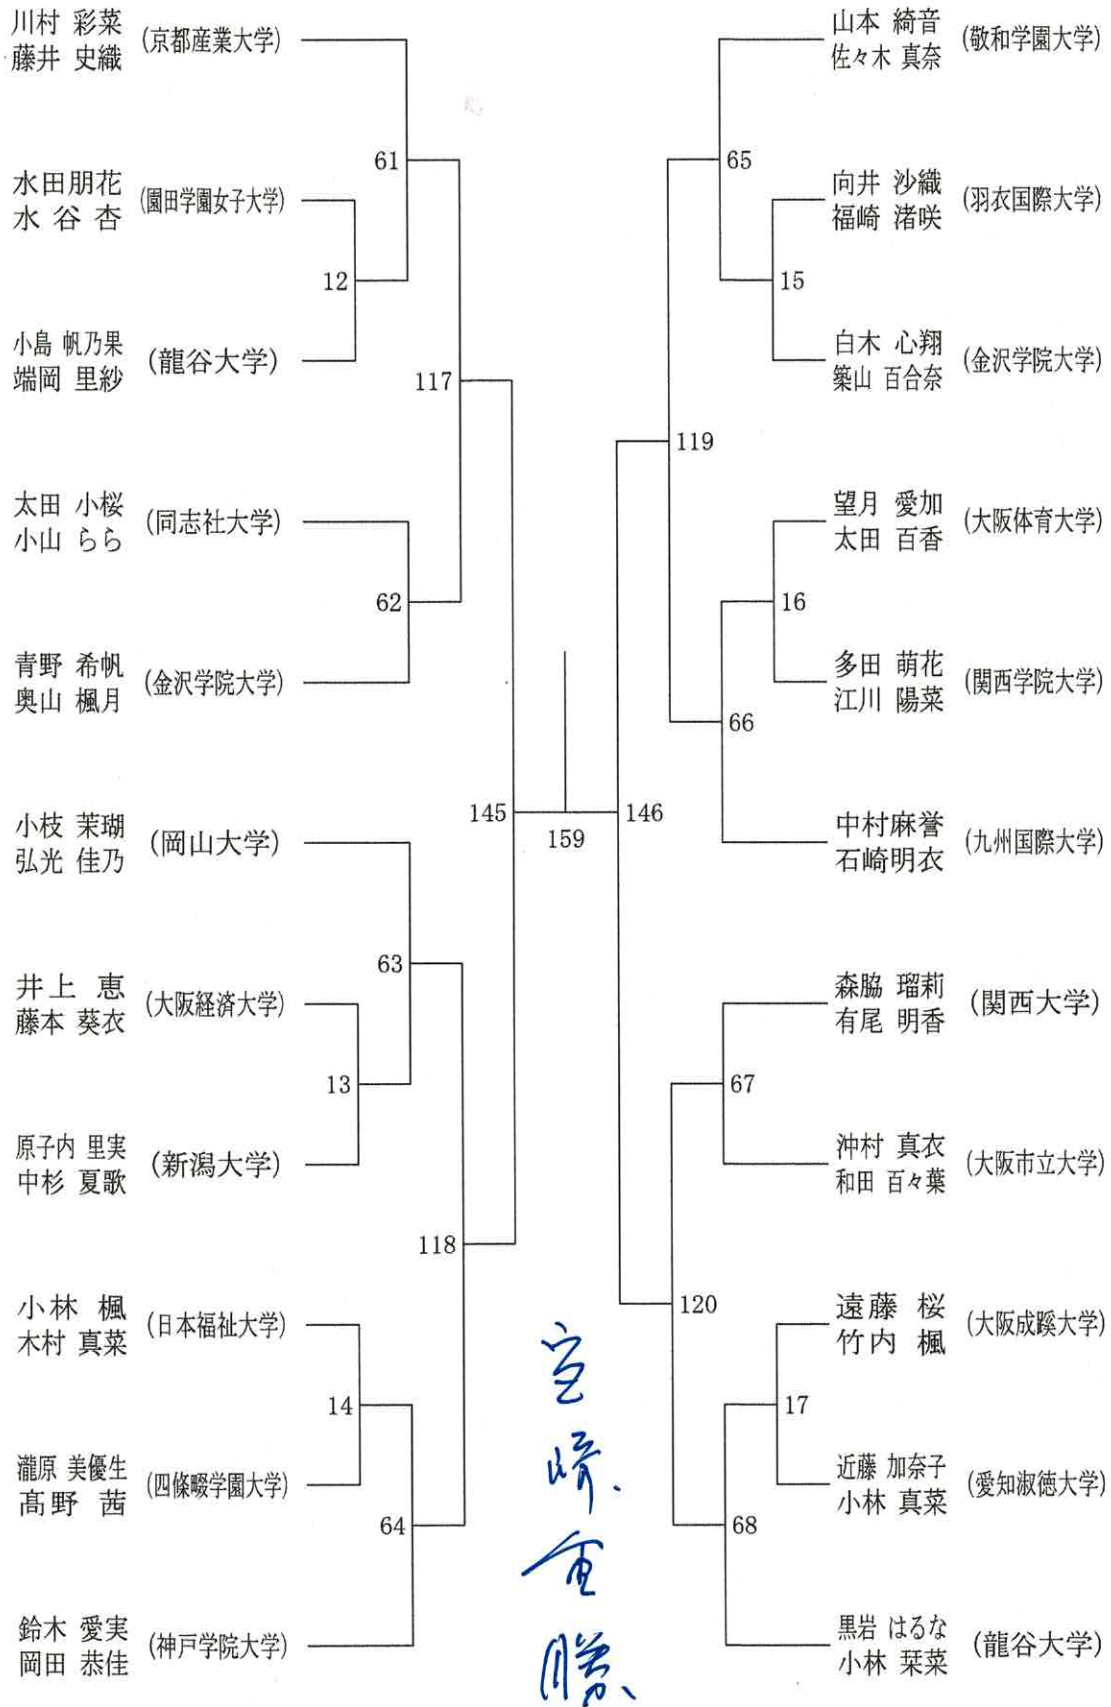 川村 彩菜
藤井 史織
(京都産業大学)
61
水田朋花
水谷 杏
(園田学園女子大学)
12
小島 帆乃果
端岡 里紗
(龍谷大学)
117
太田 小桜
小山 らら
(同志社大学)
62
青野 希帆
奥山 楓月
(金沢学院大学)
145
小枝 茉瑚
弘光 佳乃
(岡山大学)
63
井上 恵
藤本 葵衣
(大阪経済大学)
13
原子内 里実
中杉 夏歌
(新潟大学)
118
小林 楓
木村 真菜
(日本福祉大学)
14
瀧原 美優生
髙野 茜
(四條畷学園大学)
64
鈴木 愛実
岡田 恭佳
(神戸学院大学)
159
山本 綺音
佐々木 真奈
(敬和学園大学)
65
向井 沙織
福崎 渚咲
(羽衣国際大学)
15
白木 心翔
築山 百合奈
(金沢学院大学)
119
望月 愛加
太田 百香
(大阪体育大学)
16
多田 萌花
江川 陽菜
(関西学院大学)
66
146
中村麻誉
石崎明衣
(九州国際大学)
森脇 瑠莉
有尾 明香
(関西大学)
67
沖村 真衣
和田 百々葉
(大阪市立大学)
120
遠藤 桜
竹内 楓
(大阪成蹊大学)
17
近藤 加奈子
小林 真菜
(愛知淑徳大学)
68
黒岩 はるな
小林 栞菜
(龍谷大学)